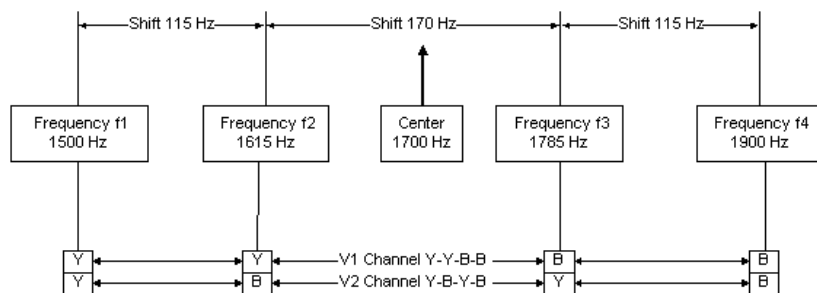 Shift 115 Hz Shift 170 Hz Shift 115 Hz
Frequency f1 Frequency f2 Center Frequency f3 Frequency f4
1500 Hz 1615 Hz 1700 Hz 1785 Hz 1900 Hz
Y Y V1 Channel Y-Y-B-B B B
Y B V2 Channel Y-B-Y-B Y B